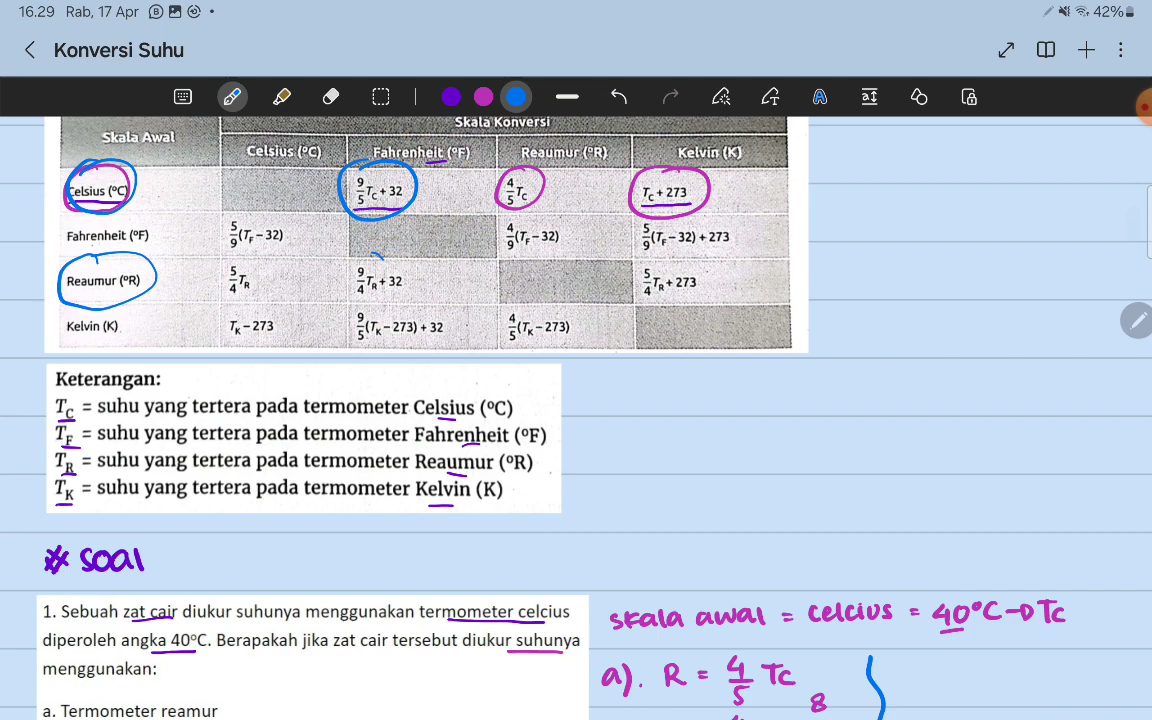 16.29 Rab, 17 Apr
42%
Konversi Suhu
Skala Awal
Skala Konversi
Celsius (°C) Fahrenheit (°F) Reaumur (°R) Kelvin (K)
Celsius (°C) 9/5 T_C + 32 4/5 T_C T_C + 273
Fahrenheit (°F) 5/9 (T_F − 32) 4/9 (T_F − 32) 5/9 (T_F − 32) + 273
Reaumur (°R) 5/4 T_R 9/4 T_R + 32 5/4 T_R + 273
Kelvin (K) T_K − 273 9/5 (T_K − 273) + 32 4/5 (T_K − 273)
Keterangan:
T_C = suhu yang tertera pada termometer Celsius (°C)
T_F = suhu yang tertera pada termometer Fahrenheit (°F)
T_R = suhu yang tertera pada termometer Reaumur (°R)
T_K = suhu yang tertera pada termometer Kelvin (K)
** soal
1. Sebuah zat cair diukur suhunya menggunakan termometer celcius
diperoleh angka 40°C. Berapakah jika zat cair tersebut diukur suhunya
menggunakan:
a. Termometer reamur
skala awal = celcius = 40°C → Tc
a). R = 4/5 Tc
8